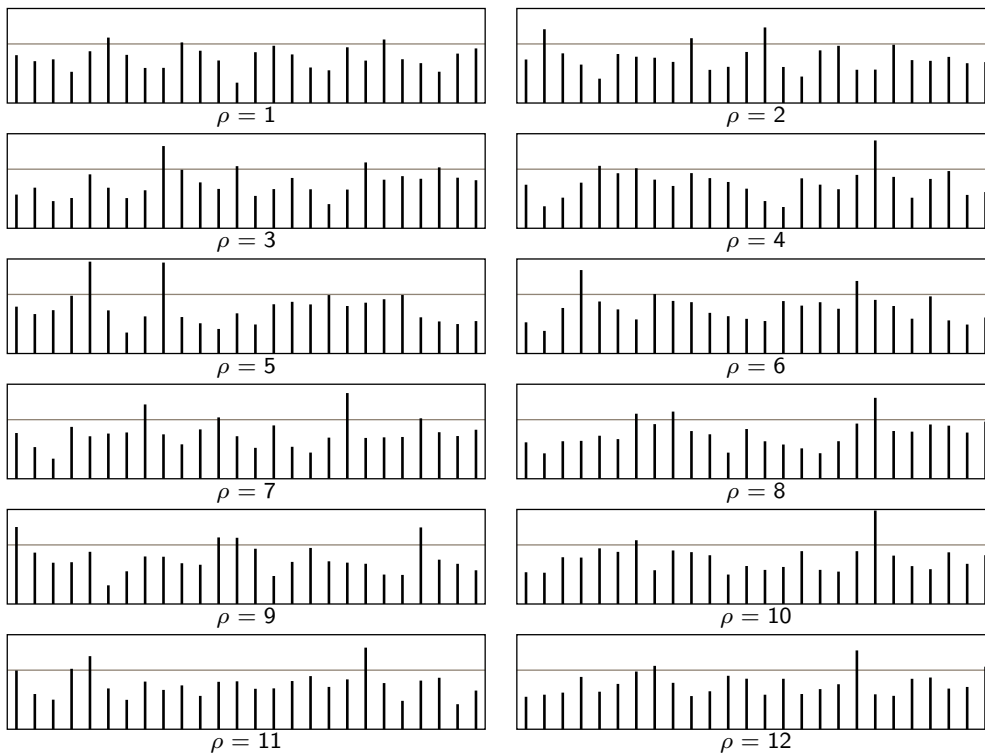 ρ = 1
ρ = 2
ρ = 3
ρ = 4
ρ = 5
ρ = 6
ρ = 7
ρ = 8
ρ = 9
ρ = 10
ρ = 11
ρ = 12